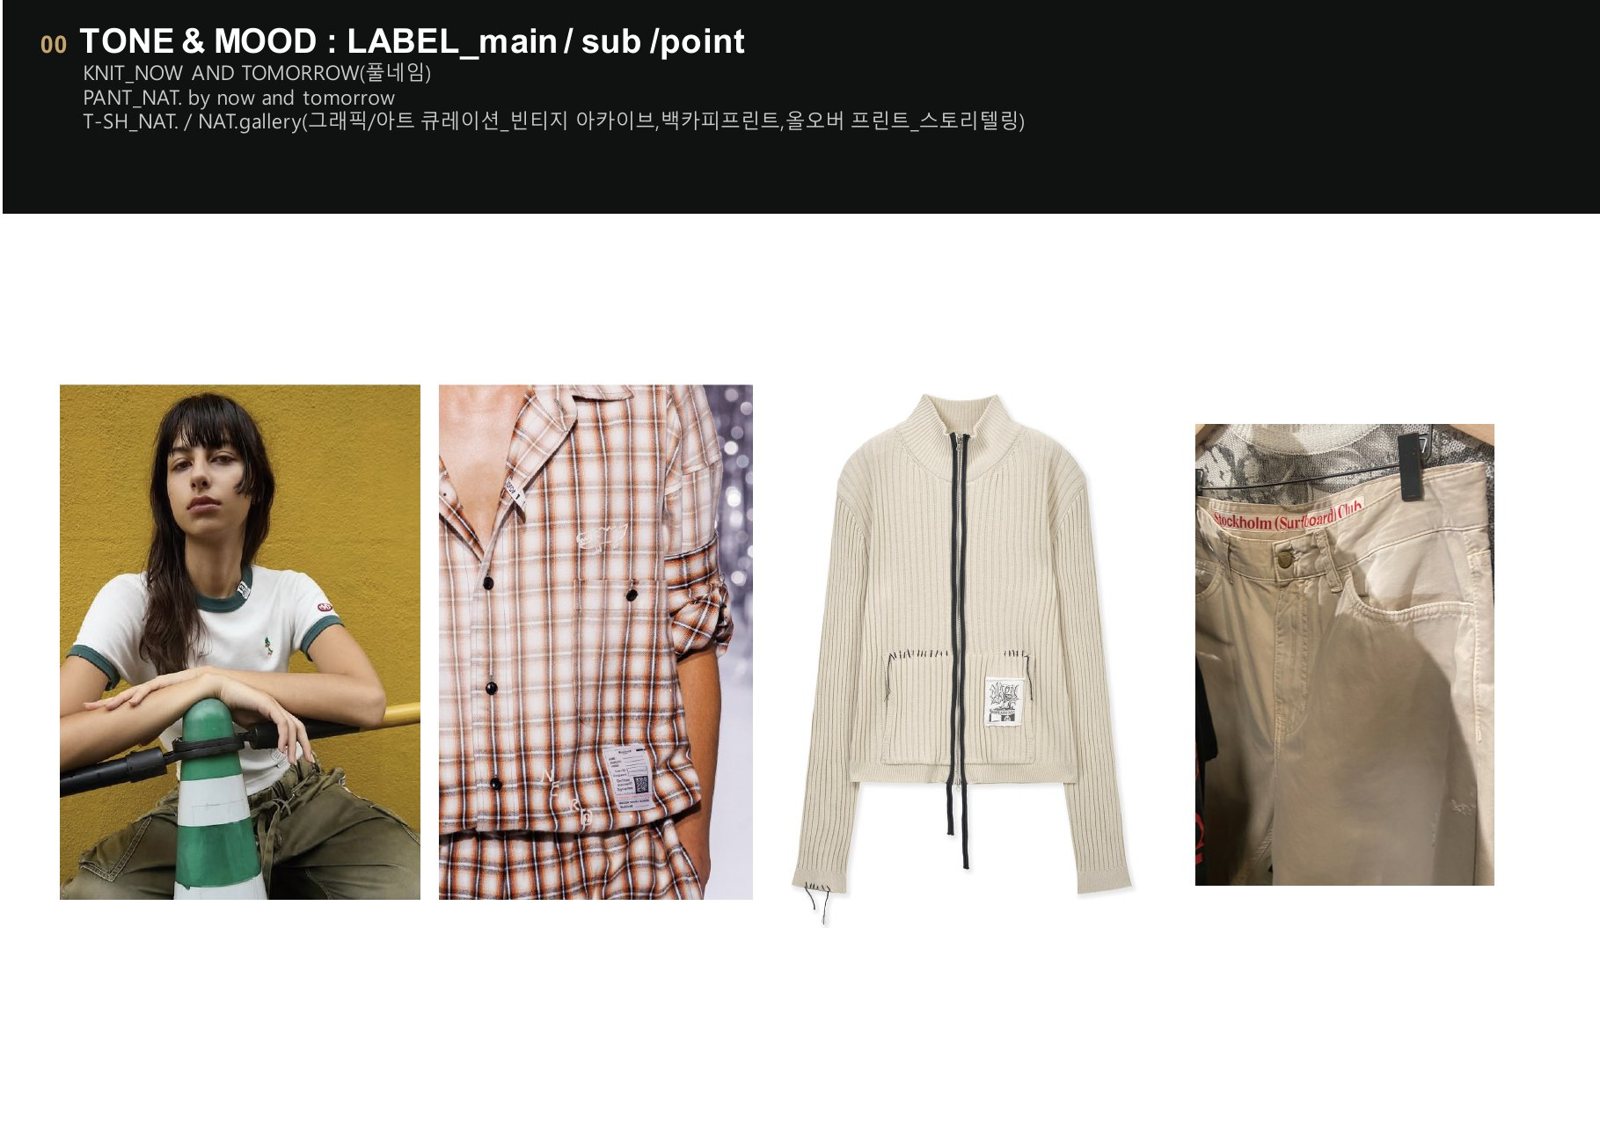 00 TONE & MOOD : LABEL_main / sub /point
KNIT_NOW AND TOMORROW(풀네임)
PANT_NAT. by now and tomorrow
T-SH_NAT. / NAT.gallery(그래픽/아트 큐레이션_빈티지 아카이브,백카피프린트,올오버 프린트_스토리텔링)
Stockholm (Surfboard) Club